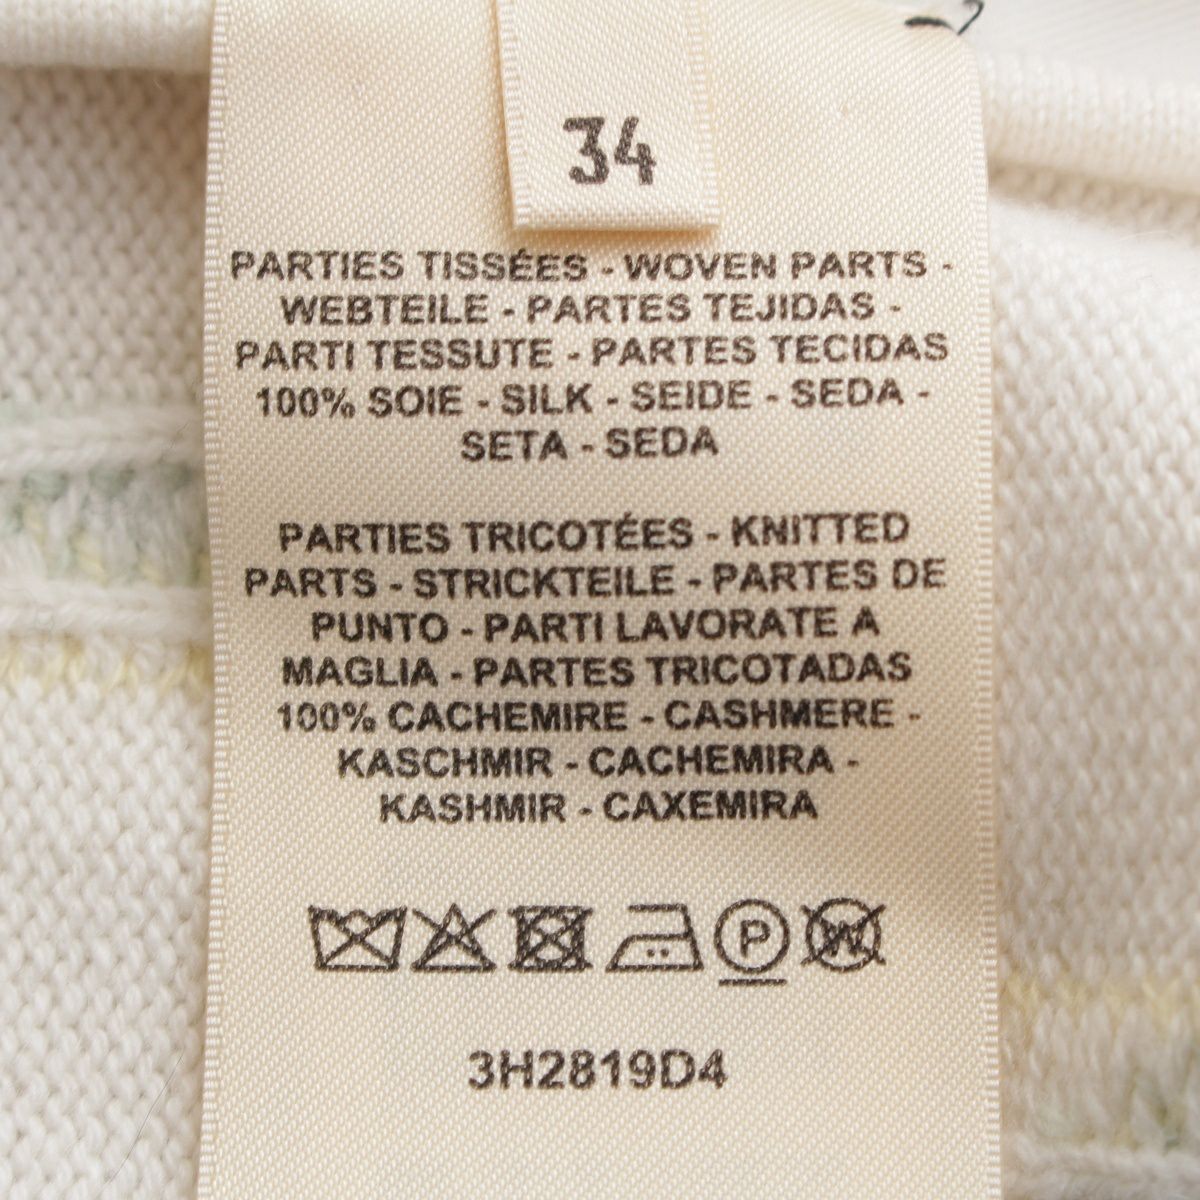 34
PARTIES TISSÉES - WOVEN PARTS -
WEBTEILE - PARTES TEJIDAS -
PARTI TESSUTE - PARTES TECIDAS
100% SOIE - SILK - SEIDE - SEDA -
SETA - SEDA
PARTIES TRICOTÉES - KNITTED
PARTS - STRICKTEILE - PARTES DE
PUNTO - PARTI LAVORATE A
MAGLIA - PARTES TRICOTADAS
100% CACHEMIRE - CASHMERE -
KASCHMIR - CACHEMIRA -
KASHMIR - CAXEMIRA
P W
3H2819D4